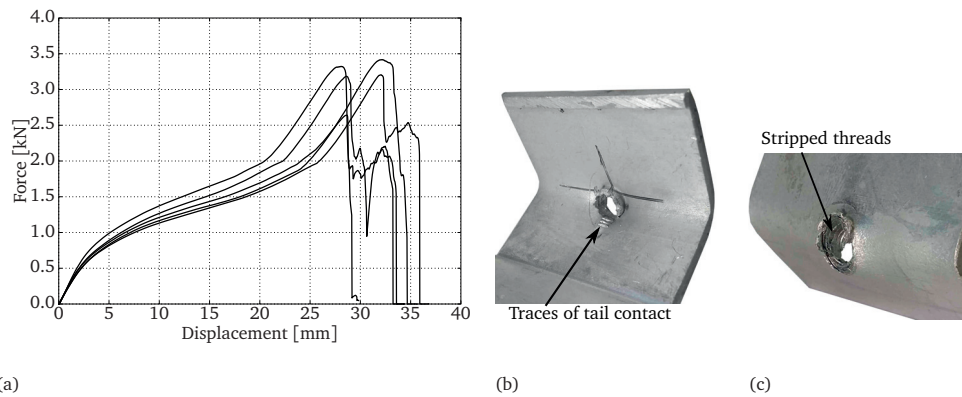 4.0
3.5
3.0
2.5
2.0
1.5
1.0
0.5
0.0
0 5 10 15 20 25 30 35 40
Force [kN]
Displacement [mm]
Traces of tail contact
Stripped threads
(a)
(b)
(c)